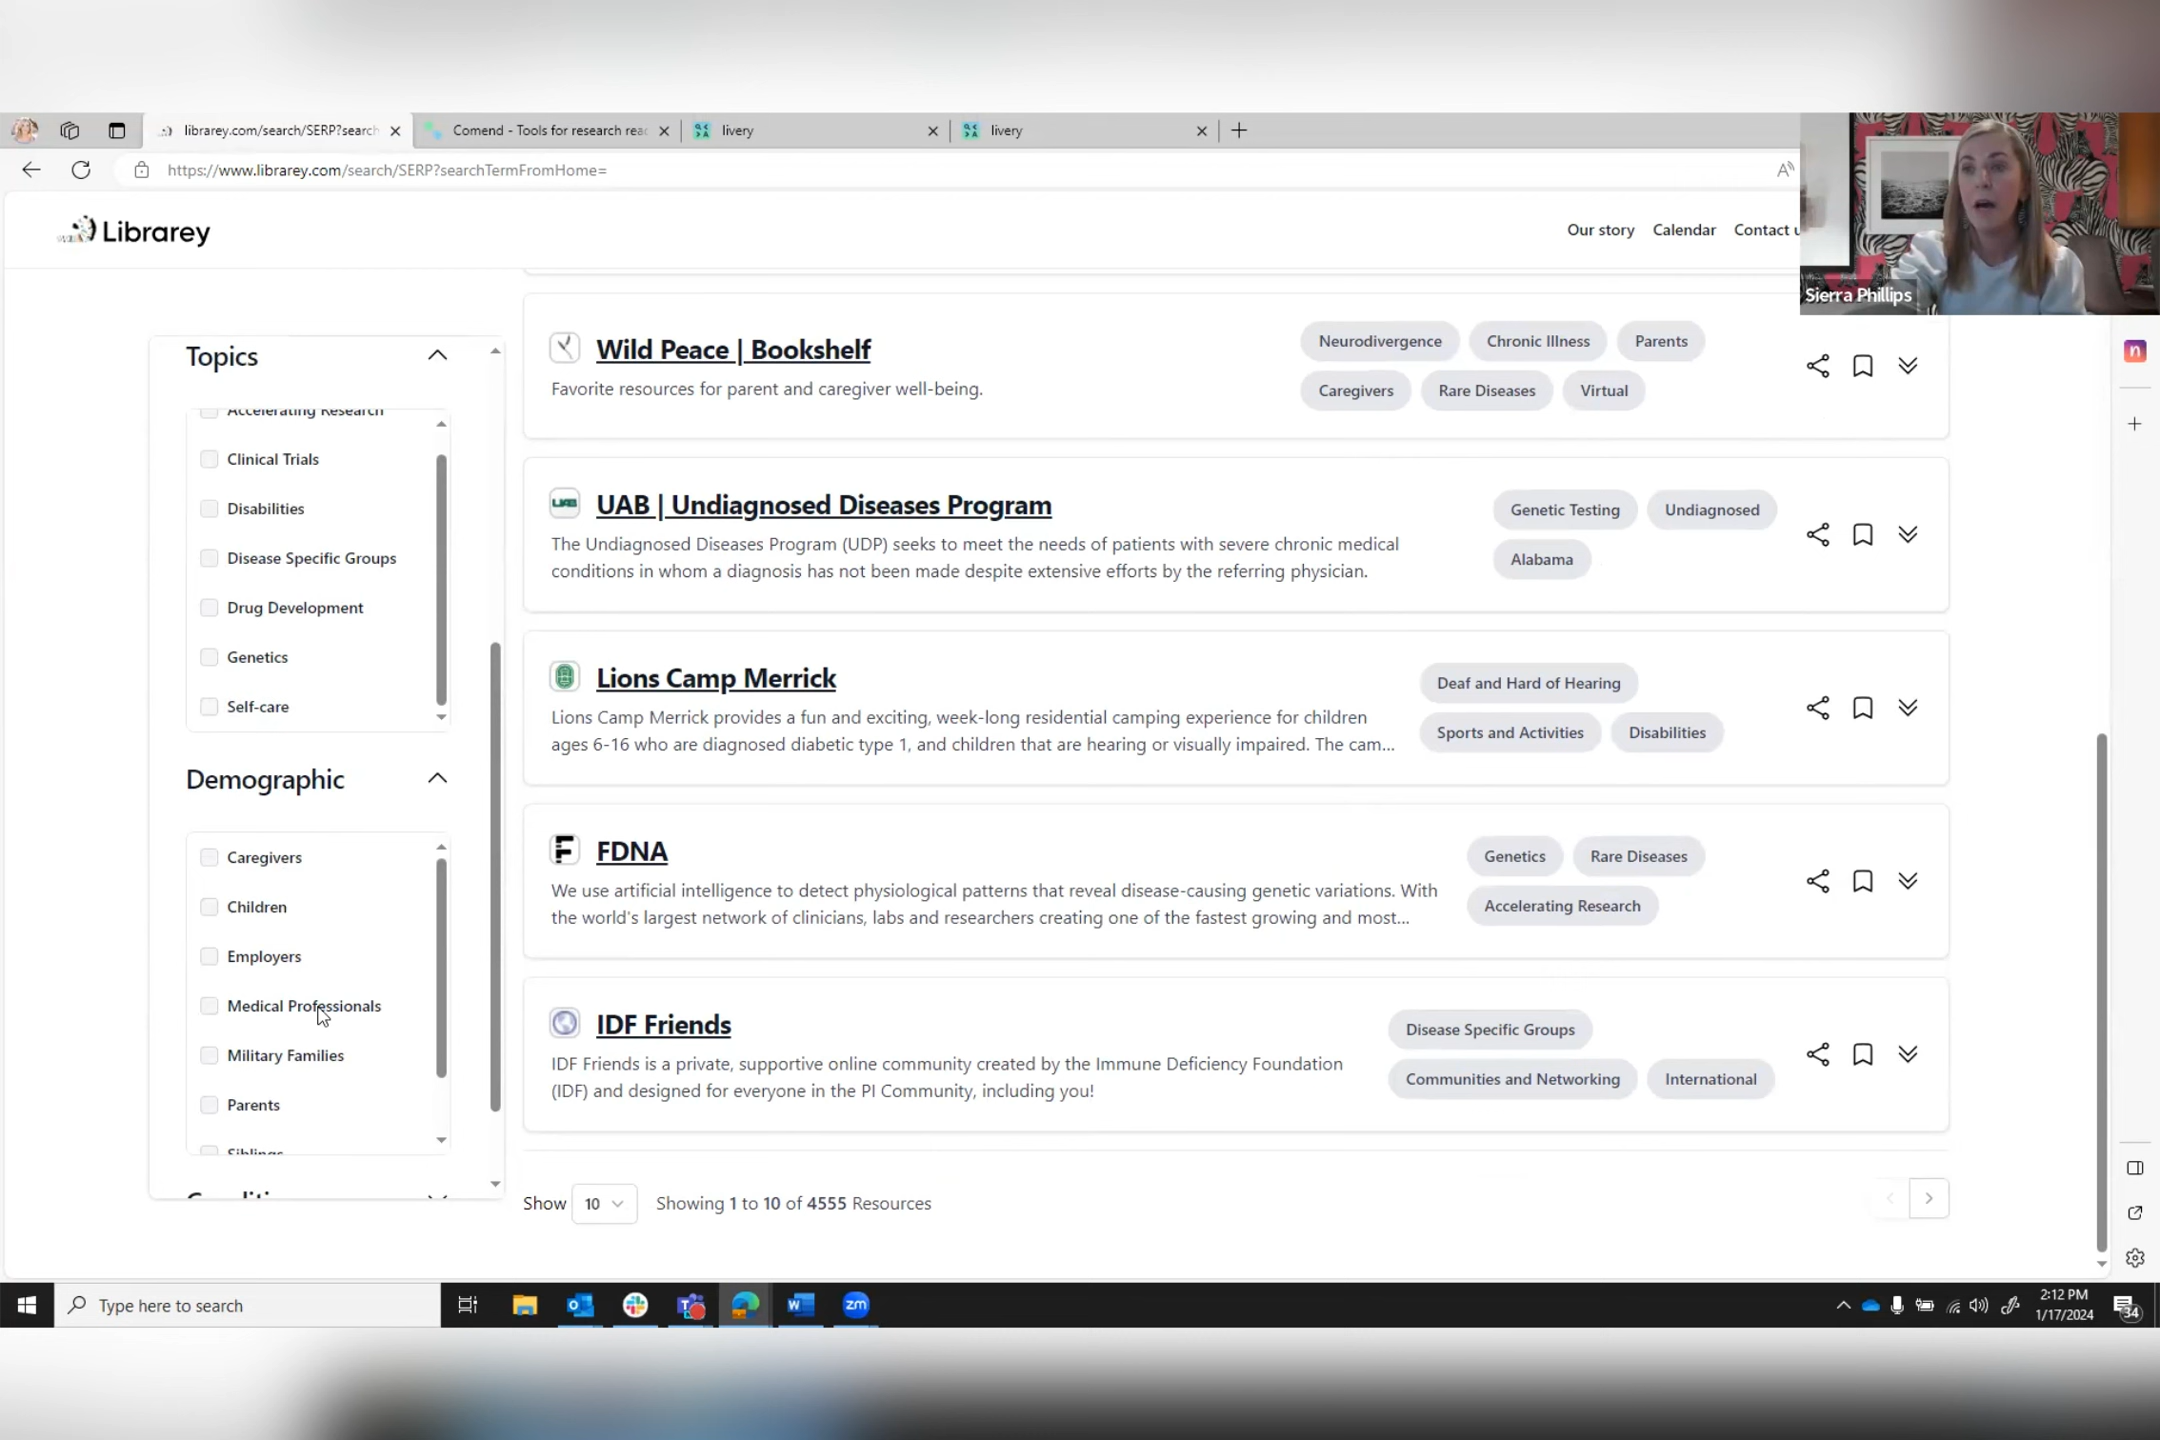 librarey.com/search/SERP?search
Comend - Tools for research rea
livery
livery
https://www.librarey.com/search/SERP?searchTermFromHome=
Librarey
Our story
Calendar
Contact u
Sierra Phillips
Topics
Accelerating Research
Clinical Trials
Disabilities
Disease Specific Groups
Drug Development
Genetics
Self-care
Demographic
Caregivers
Children
Employers
Medical Professionals
Military Families
Parents
Siblings
Wild Peace | Bookshelf
Favorite resources for parent and caregiver well-being.
Neurodivergence Chronic Illness Parents
Caregivers Rare Diseases Virtual
UAB | Undiagnosed Diseases Program
The Undiagnosed Diseases Program (UDP) seeks to meet the needs of patients with severe chronic medical
conditions in whom a diagnosis has not been made despite extensive efforts by the referring physician.
Genetic Testing Undiagnosed
Alabama
Lions Camp Merrick
Lions Camp Merrick provides a fun and exciting, week-long residential camping experience for children
ages 6-16 who are diagnosed diabetic type 1, and children that are hearing or visually impaired. The cam...
Deaf and Hard of Hearing
Sports and Activities Disabilities
FDNA
We use artificial intelligence to detect physiological patterns that reveal disease-causing genetic variations. With
the world's largest network of clinicians, labs and researchers creating one of the fastest growing and most...
Genetics Rare Diseases
Accelerating Research
IDF Friends
IDF Friends is a private, supportive online community created by the Immune Deficiency Foundation
(IDF) and designed for everyone in the PI Community, including you!
Disease Specific Groups
Communities and Networking International
Show 10 Showing 1 to 10 of 4555 Resources
Type here to search
zm
2:12 PM
1/17/2024
34